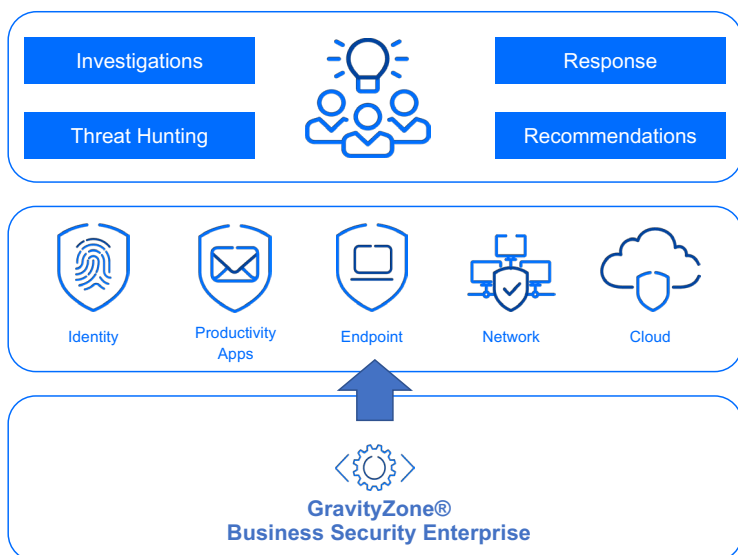 Investigations
Response
Threat Hunting
Recommendations
Identity
Productivity
Apps
Endpoint
Network
Cloud
GravityZone®
Business Security Enterprise